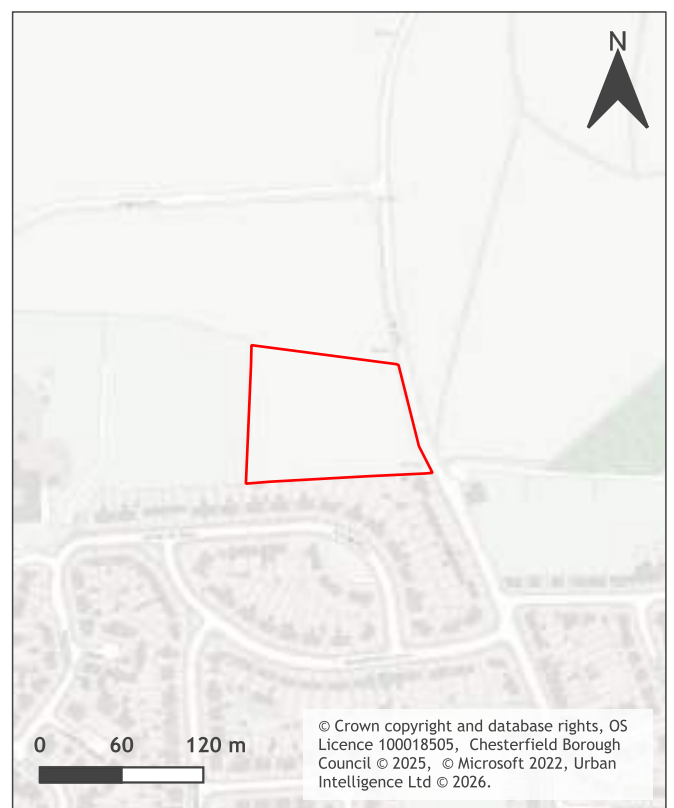 N
0 60 120 m
© Crown copyright and database rights, OS
Licence 100018505, Chesterfield Borough
Council © 2025, © Microsoft 2022, Urban
Intelligence Ltd © 2026.